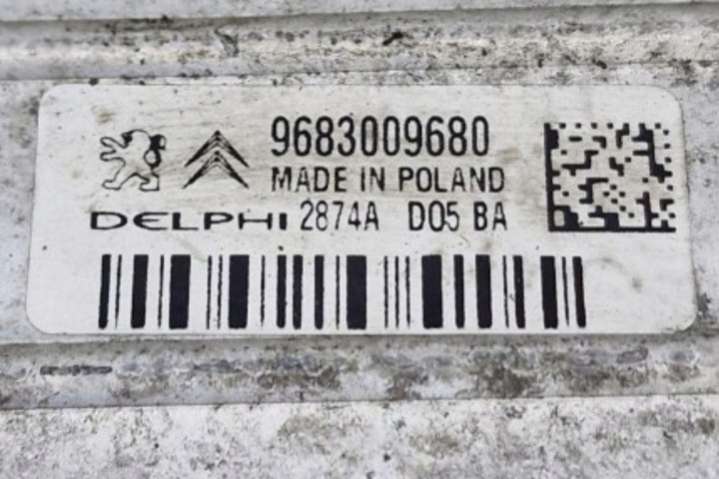 9683009680
MADE IN POLAND
DELPHI 2874A D05 BA